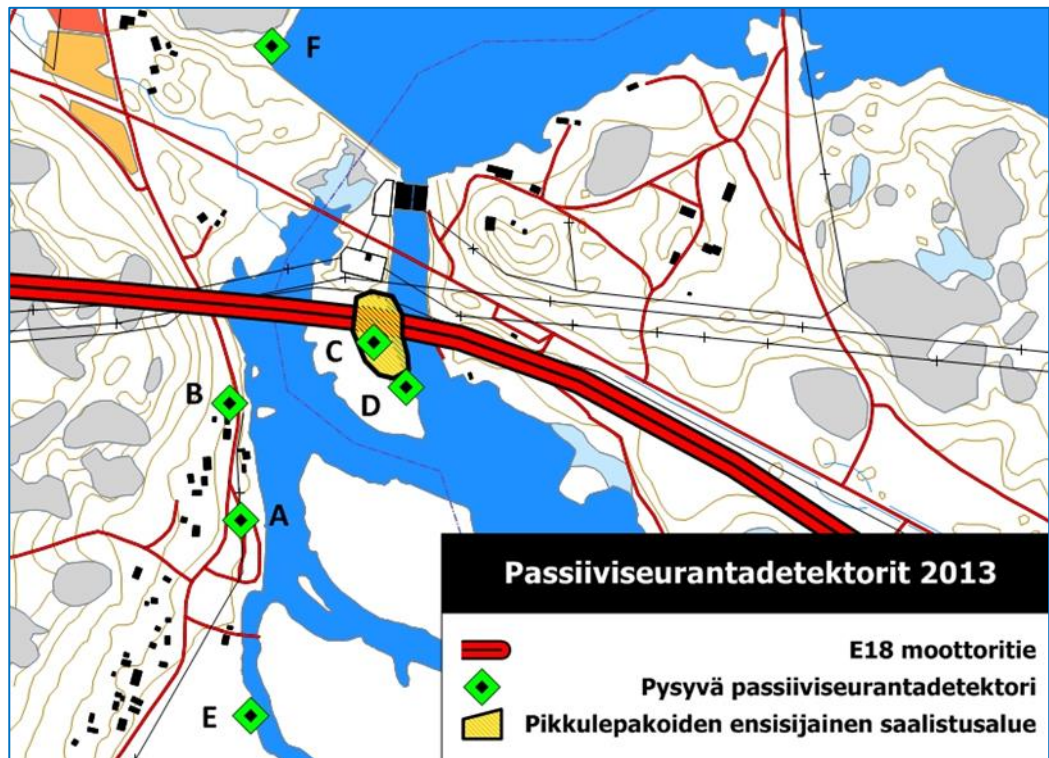 F
C
B
D
A
E
Passiiviseurantadetektorit 2013
E18 moottoritie
Pysyvä passiiviseurantadetektori
Pikkulepakoiden ensisijainen saalistusalue